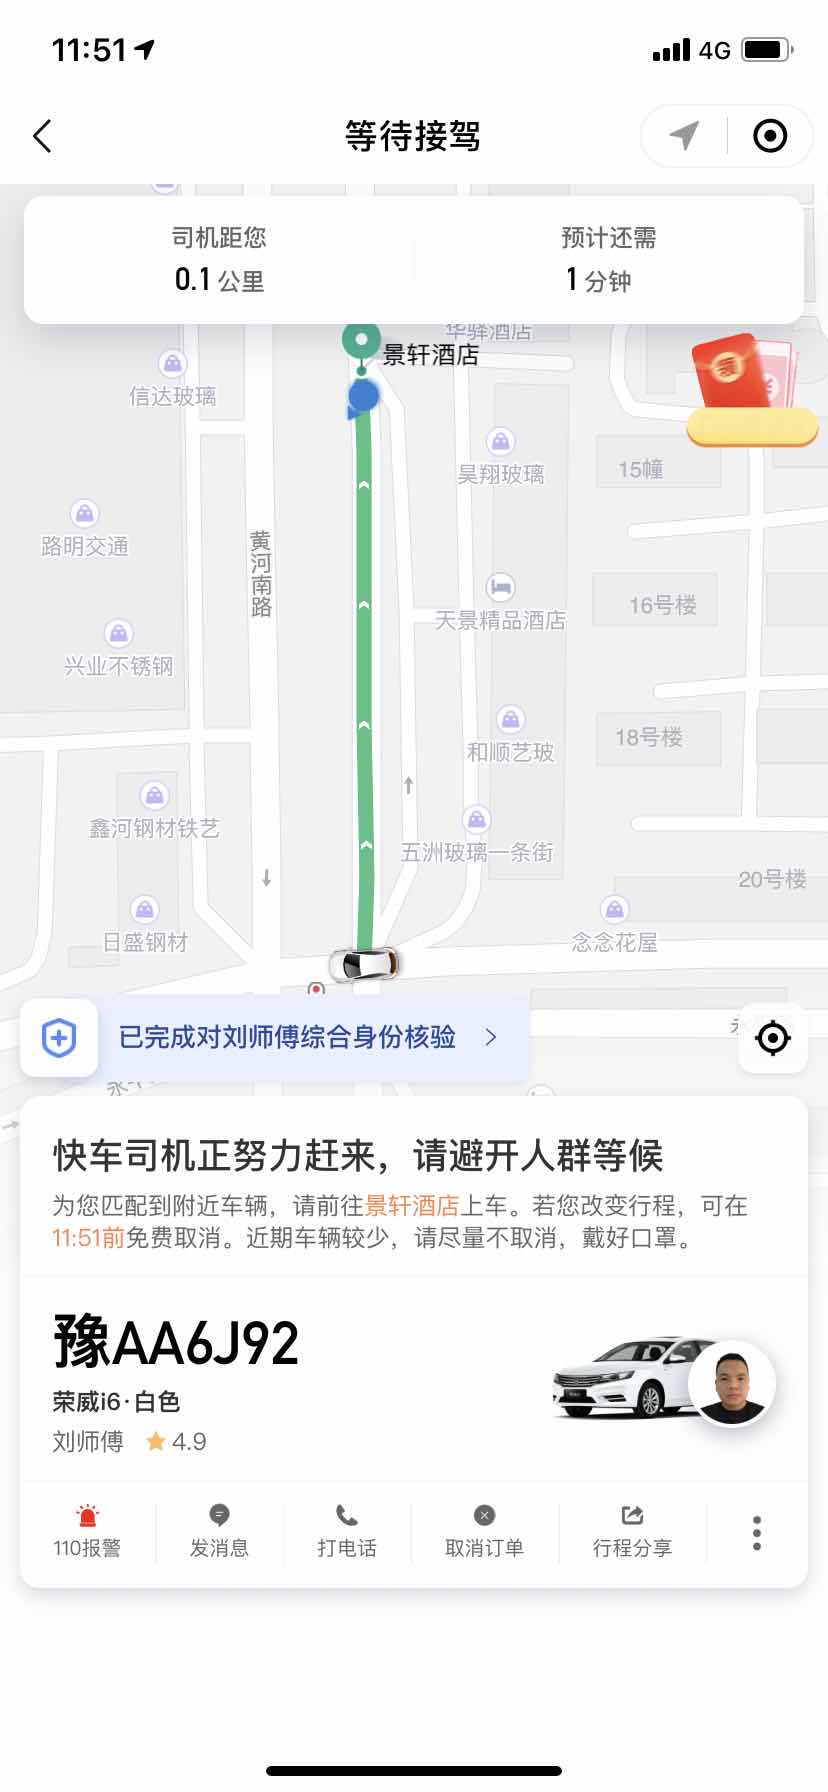 11:51
4G
等待接驾
司机距您
预计还需
0.1 公里
1 分钟
华驿酒店
景轩酒店
信达玻璃
昊翔玻璃
15幢
路明交通
黄河南路
天景精品酒店
16号楼
兴业不锈钢
和顺艺玻
18号楼
鑫河钢材铁艺
五洲玻璃一条街
20号楼
日盛钢材
念念花屋
已完成对刘师傅综合身份核验
快车司机正努力赶来，请避开人群等候
为您匹配到附近车辆，请前往景轩酒店上车。若您改变行程，可在
11:51前免费取消。近期车辆较少，请尽量不取消，戴好口罩。
豫AA6J92
荣威i6·白色
刘师傅 4.9
110报警
发消息
打电话
取消订单
行程分享